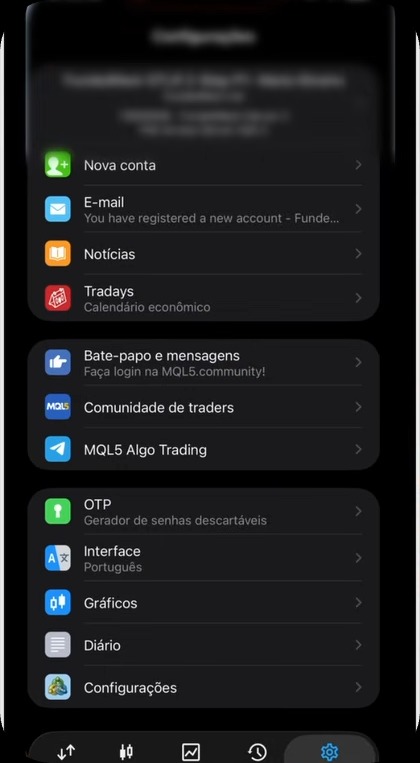 Configurações
Nova conta
E-mail
You have registered a new account - Funde...
Notícias
Tradays
Calendário econômico
Bate-papo e mensagens
Faça login na MQL5.community!
MQL5
Comunidade de traders
MQL5 Algo Trading
OTP
Gerador de senhas descartáveis
A 文
Interface
Português
Gráficos
Diário
Configurações